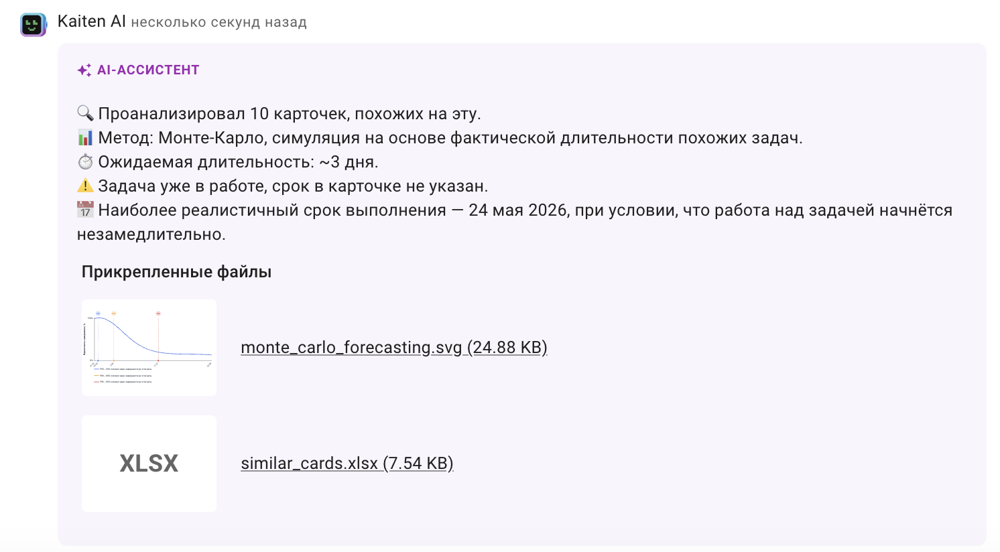 Kaiten AI несколько секунд назад
AI-АССИСТЕНТ
🔍 Проанализировал 10 карточек, похожих на эту.
📊 Метод: Монте-Карло, симуляция на основе фактической длительности похожих задач.
⏱️ Ожидаемая длительность: ~3 дня.
⚠️ Задача уже в работе, срок в карточке не указан.
📅 Наиболее реалистичный срок выполнения — 24 мая 2026, при условии, что работа над задачей начнётся
незамедлительно.
Прикрепленные файлы
monte_carlo_forecasting.svg (24.88 KB)
XLSX
similar_cards.xlsx (7.54 KB)